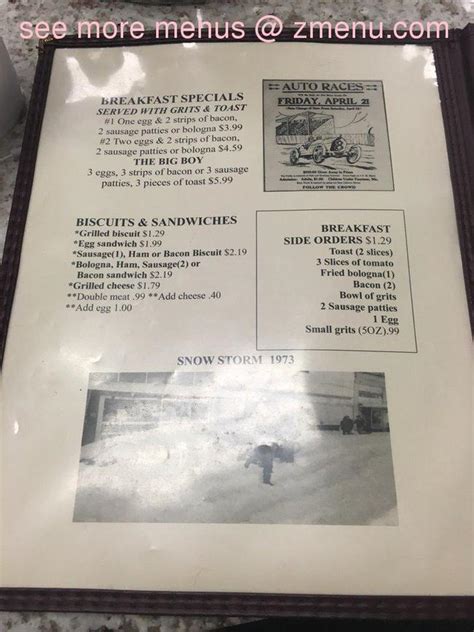 see more menus @ zmenu.com
BREAKFAST SPECIALS
SERVED WITH GRITS & TOAST
#1 One egg & 2 strips of bacon,
2 sausage patties or bologna $3.99
#2 Two eggs & 2 strips of bacon,
2 sausage patties or bologna $4.59
THE BIG BOY
3 eggs, 3 strips of bacon or 3 sausage
patties, 3 pieces of toast $5.99
AUTO RACES
FRIDAY, APRIL 21
FOLLOW THE CROWD
BISCUITS & SANDWICHES
*Grilled biscuit $1.29
*Egg sandwich $1.99
*Sausage(1), Ham or Bacon Biscuit $2.19
*Bologna, Ham, Sausage(2) or
Bacon sandwich $2.19
*Grilled cheese $1.79
**Double meat .99 **Add cheese .40
**Add egg 1.00
BREAKFAST
SIDE ORDERS $1.29
Toast (2 slices)
3 Slices of tomato
Fried bologna(1)
Bacon (2)
Bowl of grits
2 Sausage patties
1 Egg
Small grits (5OZ).99
SNOW STORM 1973